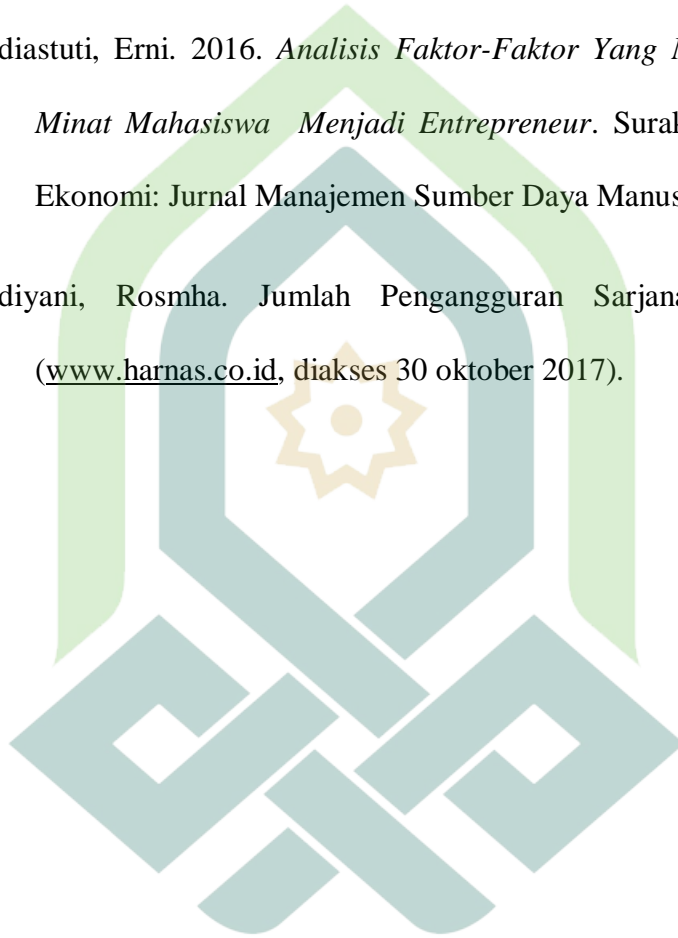 diastuti, Erni. 2016. Analisis Faktor-Faktor Yang
Minat Mahasiswa Menjadi Entrepreneur. Surak
Ekonomi: Jurnal Manajemen Sumber Daya Manus
diyani, Rosmha. Jumlah Pengangguran Sarjana
(www.harnas.co.id, diakses 30 oktober 2017).